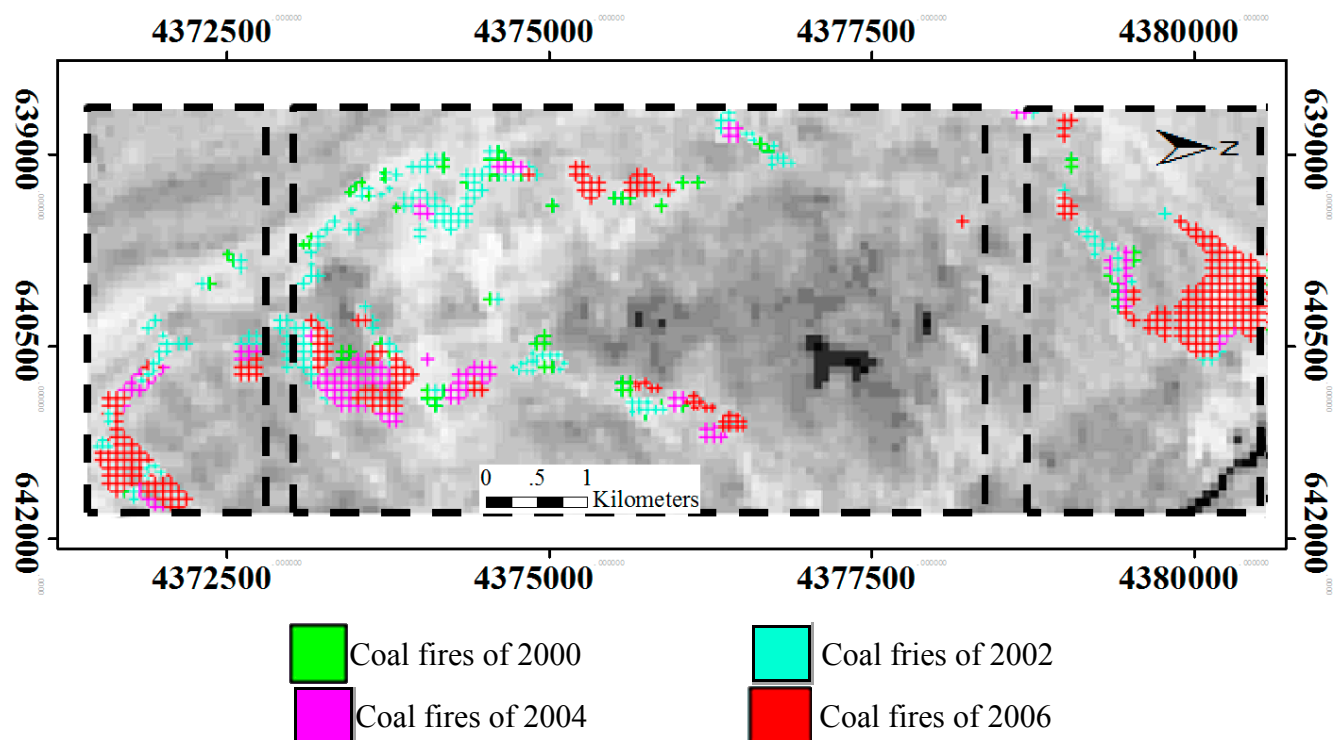 4372500 4375000 4377500 4380000
639000 639000
N
640500 640500
0 .5 1
Kilometers
642000 642000
4372500 4375000 4377500 4380000
Coal fires of 2000 Coal fries of 2002
Coal fires of 2004 Coal fires of 2006